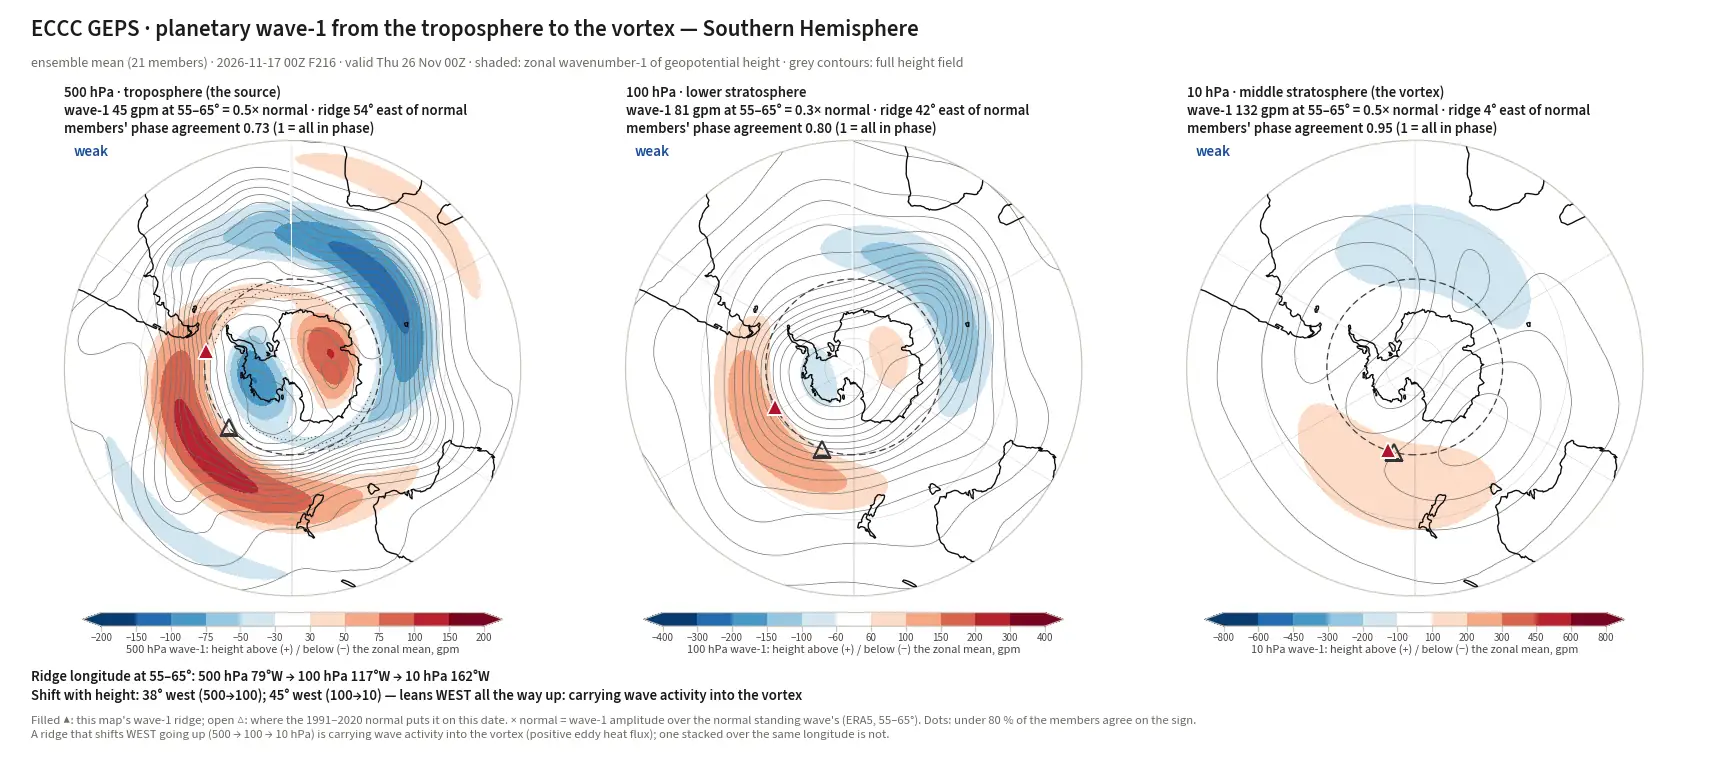 ECCC GEPS · planetary wave-1 from the troposphere to the vortex — Southern Hemisphere
ensemble mean (21 members) · 2026-11-17 00Z F216 · valid Thu 26 Nov 00Z · shaded: zonal wavenumber-1 of geopotential height · grey contours: full height field
500 hPa · troposphere (the source)
wave-1 45 gpm at 55–65° = 0.5× normal · ridge 54° east of normal
members' phase agreement 0.73 (1 = all in phase)
weak
100 hPa · lower stratosphere
wave-1 81 gpm at 55–65° = 0.3× normal · ridge 42° east of normal
members' phase agreement 0.80 (1 = all in phase)
weak
10 hPa · middle stratosphere (the vortex)
wave-1 132 gpm at 55–65° = 0.5× normal · ridge 4° east of normal
members' phase agreement 0.95 (1 = all in phase)
weak
−200 −150 −100 −75 −50 −30 30 50 75 100 150 200
500 hPa wave-1: height above (+) / below (−) the zonal mean, gpm
−400 −300 −200 −150 −100 −60 60 100 150 200 300 400
100 hPa wave-1: height above (+) / below (−) the zonal mean, gpm
−800 −600 −450 −300 −200 −100 100 200 300 450 600 800
10 hPa wave-1: height above (+) / below (−) the zonal mean, gpm
Ridge longitude at 55–65°: 500 hPa 79°W → 100 hPa 117°W → 10 hPa 162°W
Shift with height: 38° west (500→100); 45° west (100→10) — leans WEST all the way up: carrying wave activity into the vortex
Filled ▲: this map's wave-1 ridge; open △: where the 1991–2020 normal puts it on this date. × normal = wave-1 amplitude over the normal standing wave's (ERA5, 55–65°). Dots: under 80 % of the members agree on the sign.
A ridge that shifts WEST going up (500 → 100 → 10 hPa) is carrying wave activity into the vortex (positive eddy heat flux); one stacked over the same longitude is not.